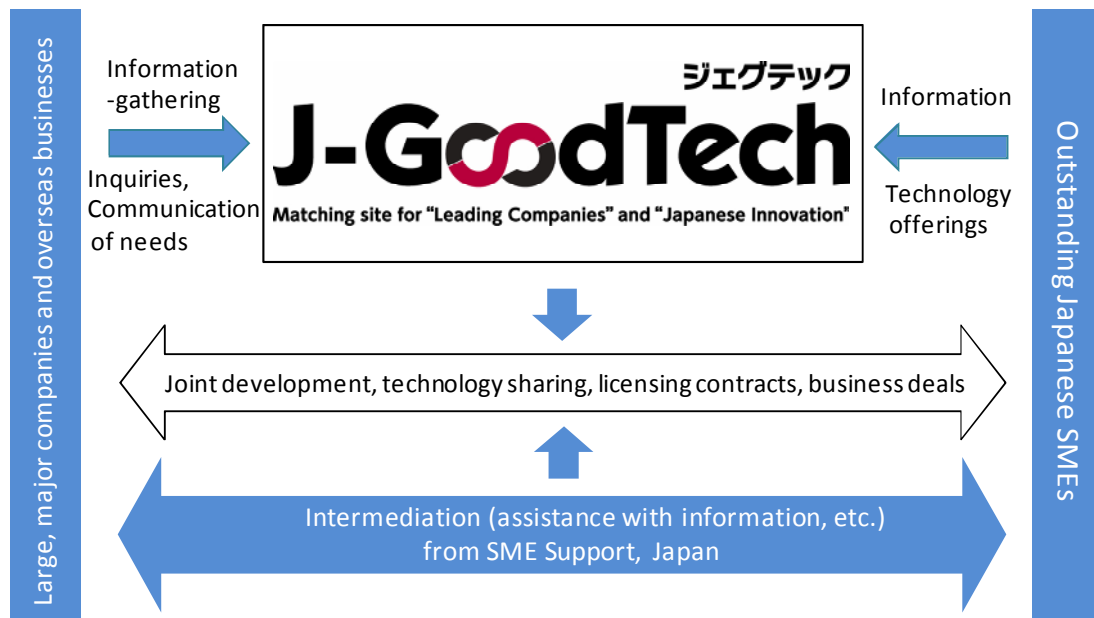 Large, major companies and overseas businesses
Information
-gathering
Inquiries,
Communication
of needs
ジェグテック
J-GoodTech
Matching site for “Leading Companies” and “Japanese Innovation”
Information
Technology
offerings
Outstanding Japanese SMEs
Joint development, technology sharing, licensing contracts, business deals
Intermediation (assistance with information, etc.)
from SME Support, Japan